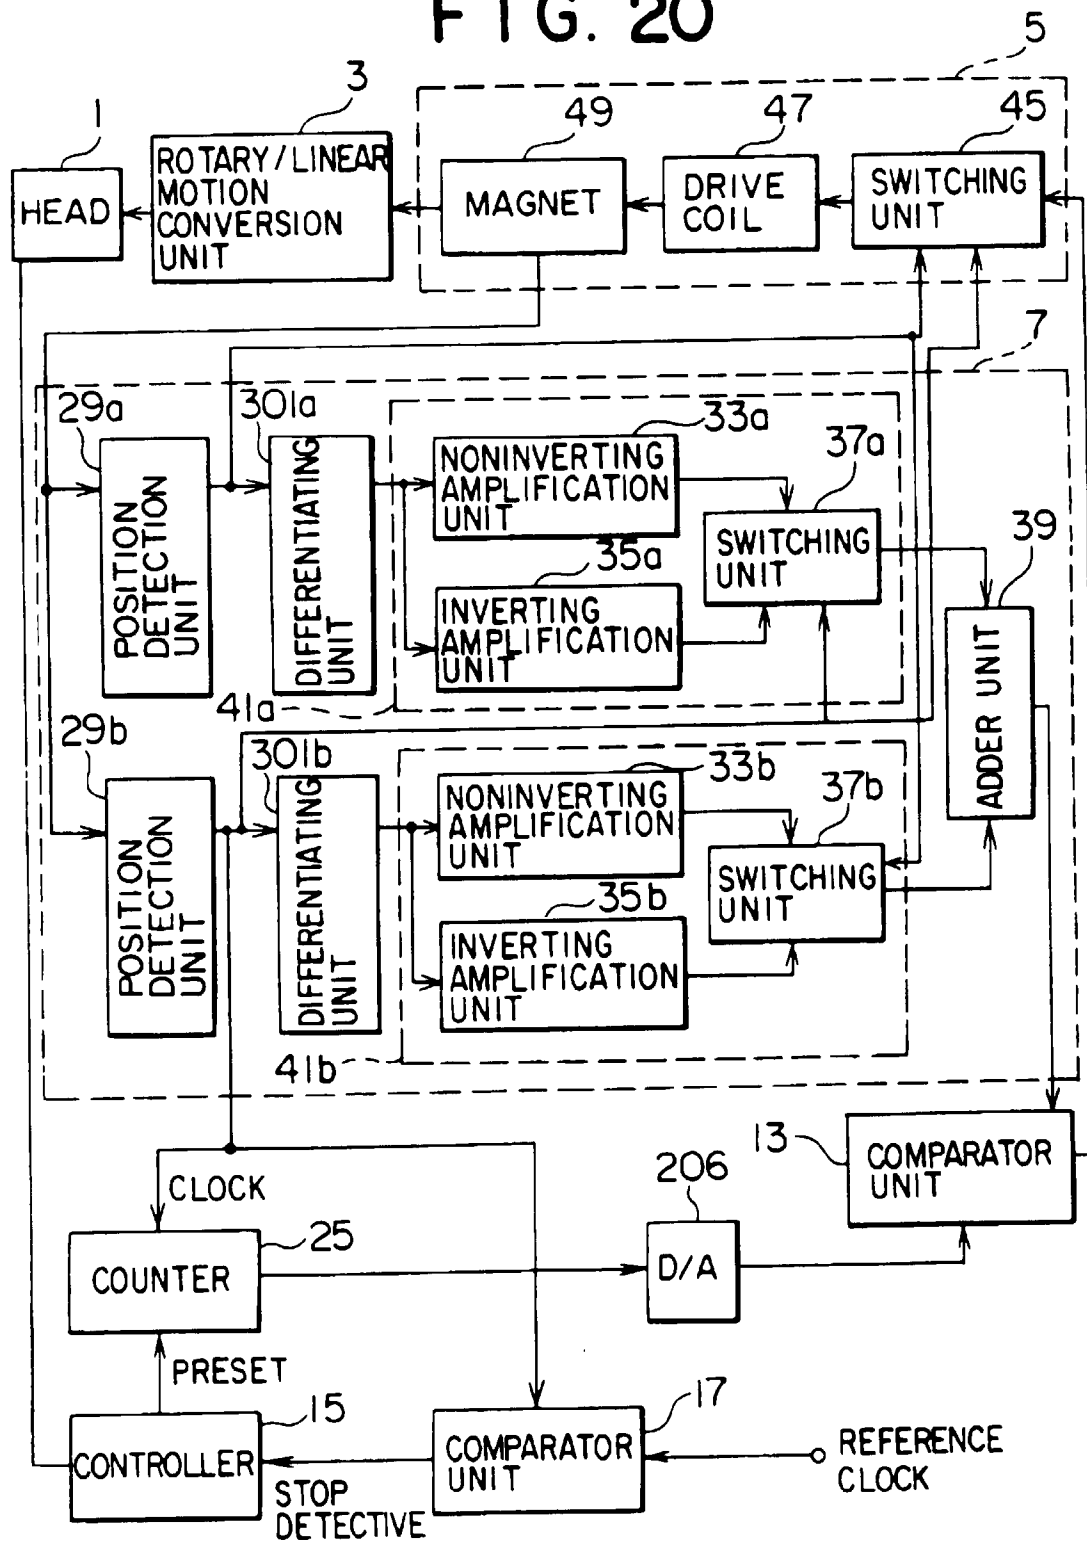 FIG. 20
5
3
1
49
47
45
HEAD
ROTARY/LINEAR
MOTION
CONVERSION
UNIT
MAGNET
DRIVE
COIL
SWITCHING
UNIT
7
29a
301a
33a
37a
POSITION
DETECTION
UNIT
DIFFERENTIATING
UNIT
NONINVERTING
AMPLIFICATION
UNIT
SWITCHING
UNIT
39
35a
INVERTING
AMPLIFICATION
UNIT
ADDER UNIT
41a
29b
301b
33b
37b
POSITION
DETECTION
UNIT
DIFFERENTIATING
UNIT
NONINVERTING
AMPLIFICATION
UNIT
SWITCHING
UNIT
35b
INVERTING
AMPLIFICATION
UNIT
41b
13
COMPARATOR
UNIT
206
CLOCK
25
COUNTER
D/A
PRESET
15
17
CONTROLLER
COMPARATOR
UNIT
REFERENCE
CLOCK
STOP
DETECTIVE